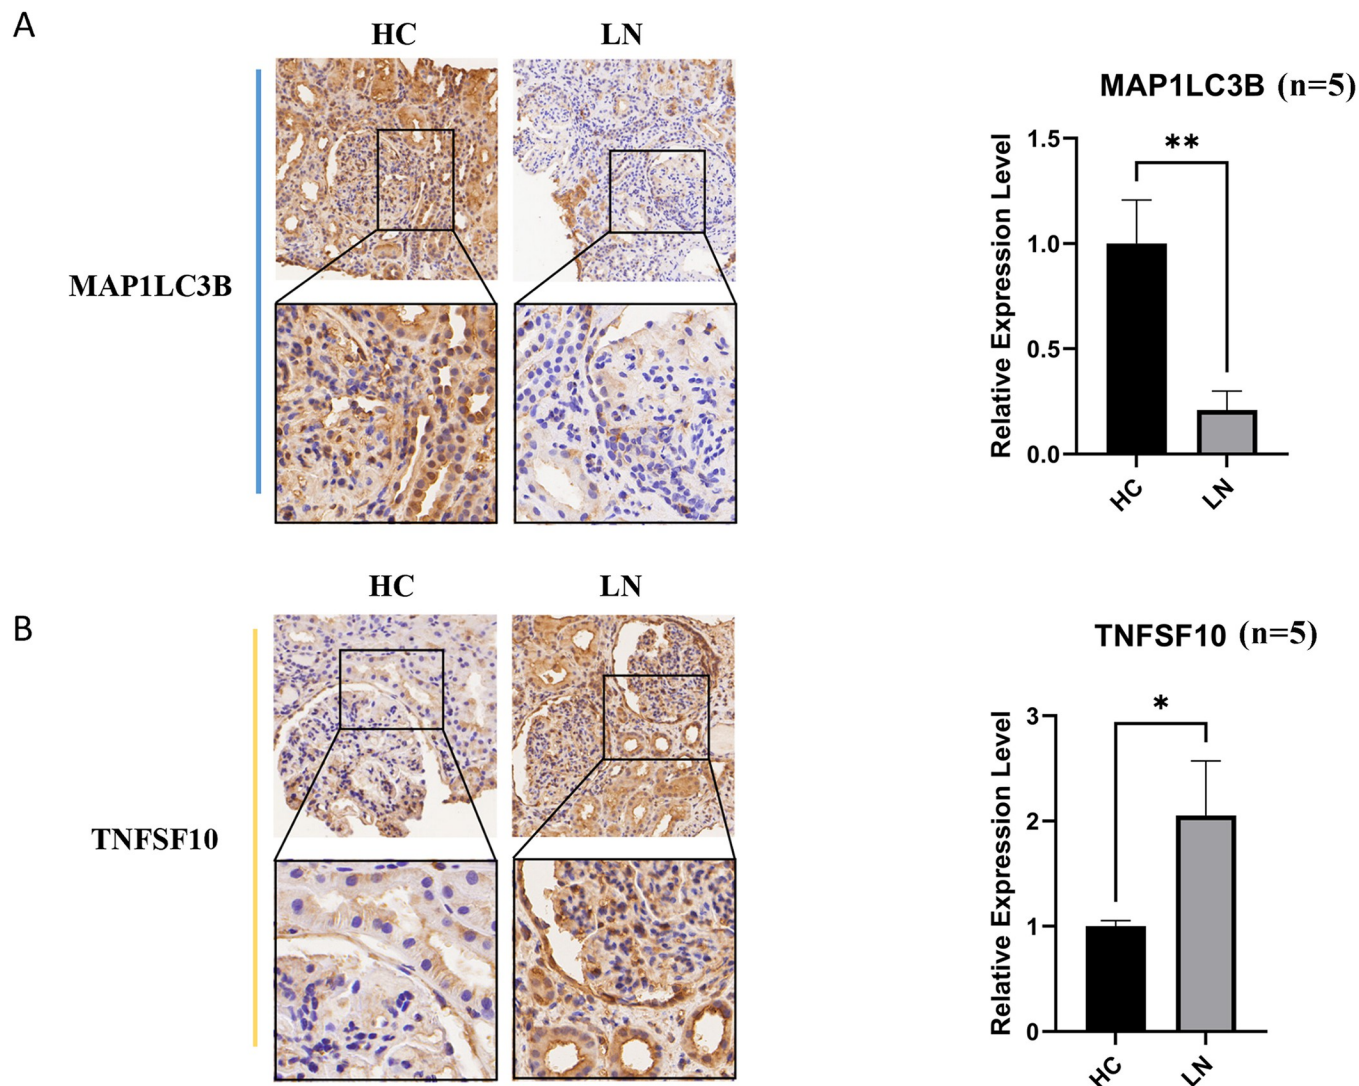 A
HC LN
MAP1LC3B
MAP1LC3B (n=5)
Relative Expression Level
1.5
1.0
0.5
0.0
**
HC LN
B
HC LN
TNFSF10
TNFSF10 (n=5)
Relative Expression Level
3
2
1
0
*
HC LN